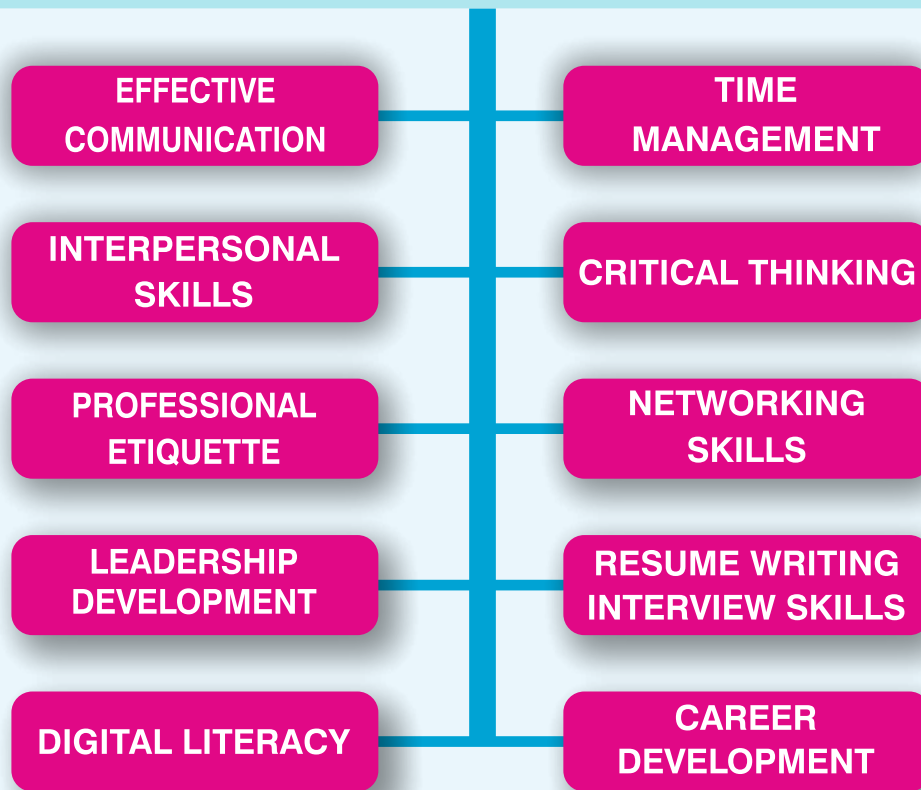 EFFECTIVE
COMMUNICATION
TIME
MANAGEMENT
INTERPERSONAL
SKILLS
CRITICAL THINKING
PROFESSIONAL
ETIQUETTE
NETWORKING
SKILLS
LEADERSHIP
DEVELOPMENT
RESUME WRITING
INTERVIEW SKILLS
DIGITAL LITERACY
CAREER
DEVELOPMENT